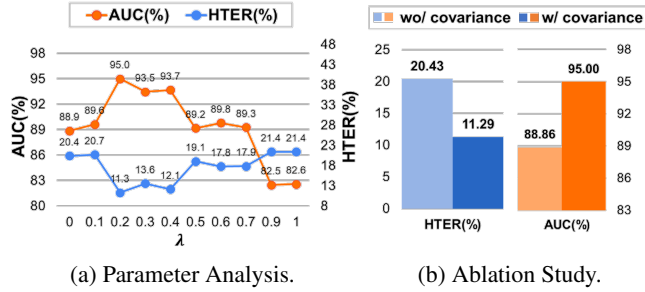 AUC(%) HTER(%)
98 95 92 89 86 83 80
AUC(%)
48 43 38 33 28 23 18 13 8
HTER(%)
88.9 89.6 95.0 93.5 93.7 89.2 89.8 89.3 82.5 82.6
20.4 20.7 11.3 13.6 12.1 19.1 17.8 17.9 21.4 21.4
0 0.1 0.2 0.3 0.4 0.5 0.6 0.7 0.9 1
λ
(a) Parameter Analysis.
wo/ covariance w/ covariance
25 20 15 10 5 0
98 95 92 89 86 83
20.43 11.29 88.86 95.00
HTER(%) AUC(%)
(b) Ablation Study.